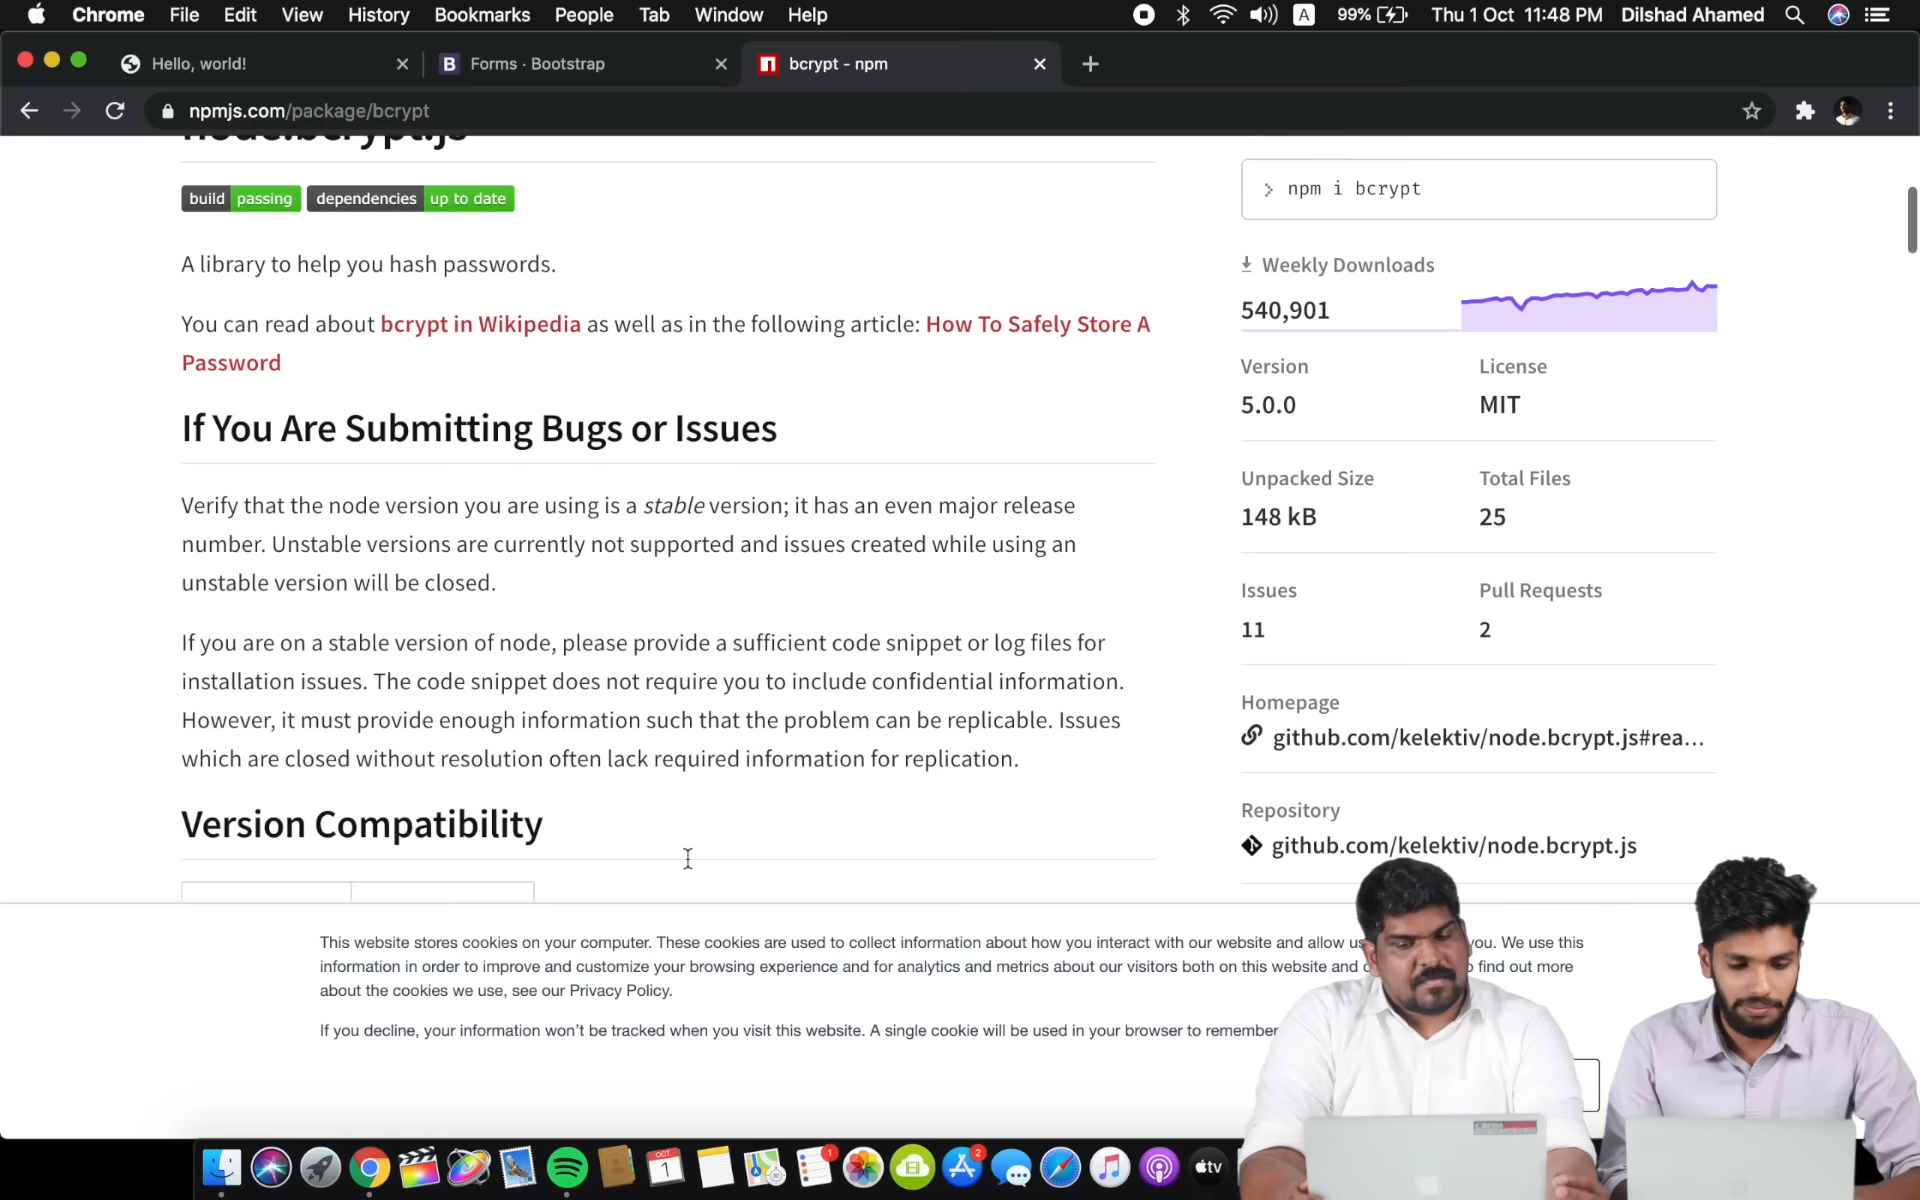 Chrome File Edit View History Bookmarks People Tab Window Help
A 99% Thu 1 Oct 11:48 PM Dilshad Ahamed
Hello, world!
B Forms · Bootstrap
bcrypt - npm
npmjs.com/package/bcrypt
node.bcrypt.js
build passing dependencies up to date
A library to help you hash passwords.
You can read about bcrypt in Wikipedia as well as in the following article: How To Safely Store A
Password
If You Are Submitting Bugs or Issues
Verify that the node version you are using is a stable version; it has an even major release
number. Unstable versions are currently not supported and issues created while using an
unstable version will be closed.
If you are on a stable version of node, please provide a sufficient code snippet or log files for
installation issues. The code snippet does not require you to include confidential information.
However, it must provide enough information such that the problem can be replicable. Issues
which are closed without resolution often lack required information for replication.
Version Compatibility
> npm i bcrypt
Weekly Downloads
540,901
Version License
5.0.0 MIT
Unpacked Size Total Files
148 kB 25
Issues Pull Requests
11 2
Homepage
github.com/kelektiv/node.bcrypt.js#rea...
Repository
github.com/kelektiv/node.bcrypt.js
This website stores cookies on your computer. These cookies are used to collect information about how you interact with our website and allow you. We use this
information in order to improve and customize your browsing experience and for analytics and metrics about our visitors both on this website and find out more
about the cookies we use, see our Privacy Policy.
If you decline, your information won't be tracked when you visit this website. A single cookie will be used in your browser to remember
OCT
1
1
2
tv